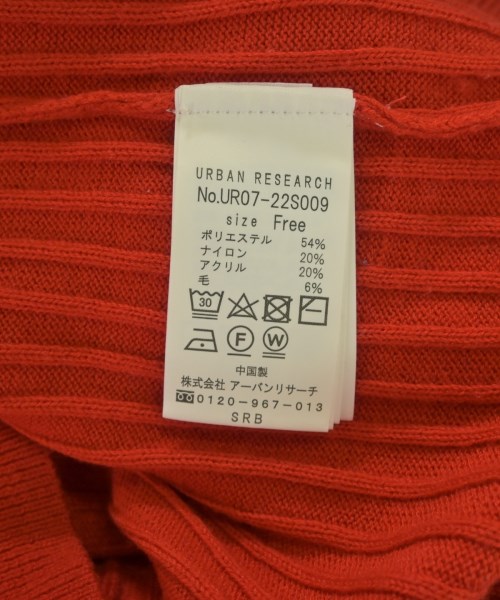 URBAN RESEARCH
No.UR07-22S009
size Free
ポリエステル 54%
ナイロン 20%
アクリル 20%
毛 6%
30
F W
中国製
株式会社 アーバンリサーチ
0120-967-013
SRB